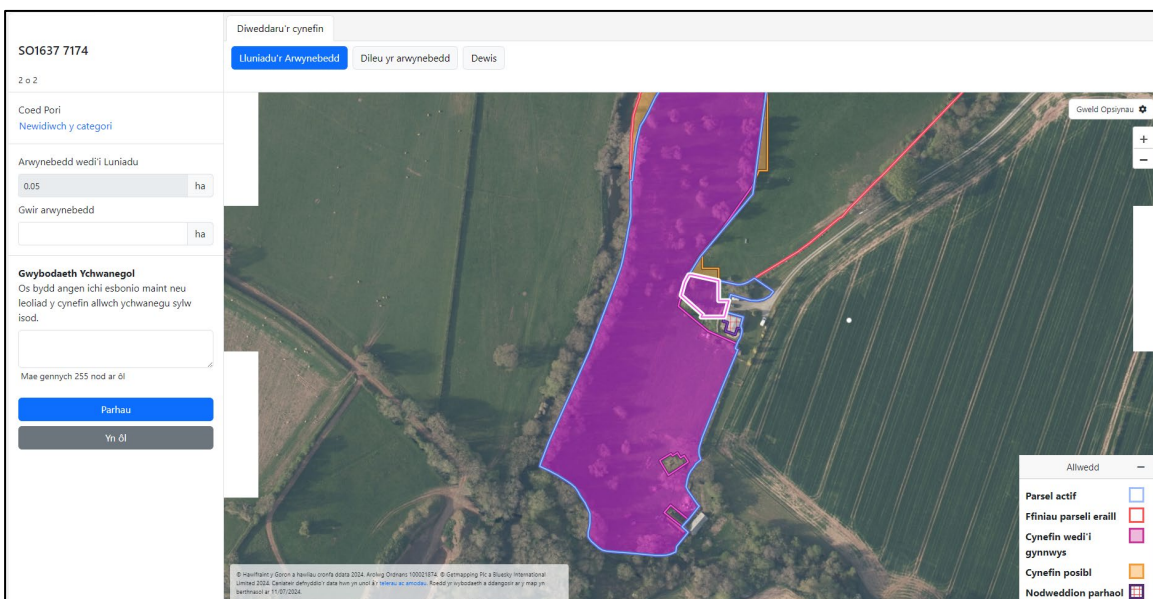 SO1637 7174
2 o 2
Coed Pori
Newidiwch y categori
Arwynebedd wedi'i Luniadu
0.05 ha
Gwir arwynebedd
ha
Gwybodaeth Ychwanegol
Os bydd angen ichi esbonio maint neu
leoliad y cynefin allwch ychwanegu sylw
isod.
Mae gennych 255 nod ar ôl
Parhau
Yn ôl
Diweddaru'r cynefin
Lluniadu'r Arwynebedd Dileu yr arwynebedd Dewis
Gweld Opsiynau
+
−
Allwedd −
Parsel actif
Ffiniau parseli eraill
Cynefin wedi'i
gynnwys
Cynefin posibl
Nodweddion parhaol
© Hawlfraint y Goron a hawliau cronfa ddata 2024, Arolwg Ordnans 100021874. © Getmapping Plc a Bluesky International
Limited 2024. Caniateir defnyddio'r data hwn yn unol â'r telerau ac amodau. Roedd yr wybodaeth a ddangosir ar y map yn
berthnasol ar 11/07/2024.